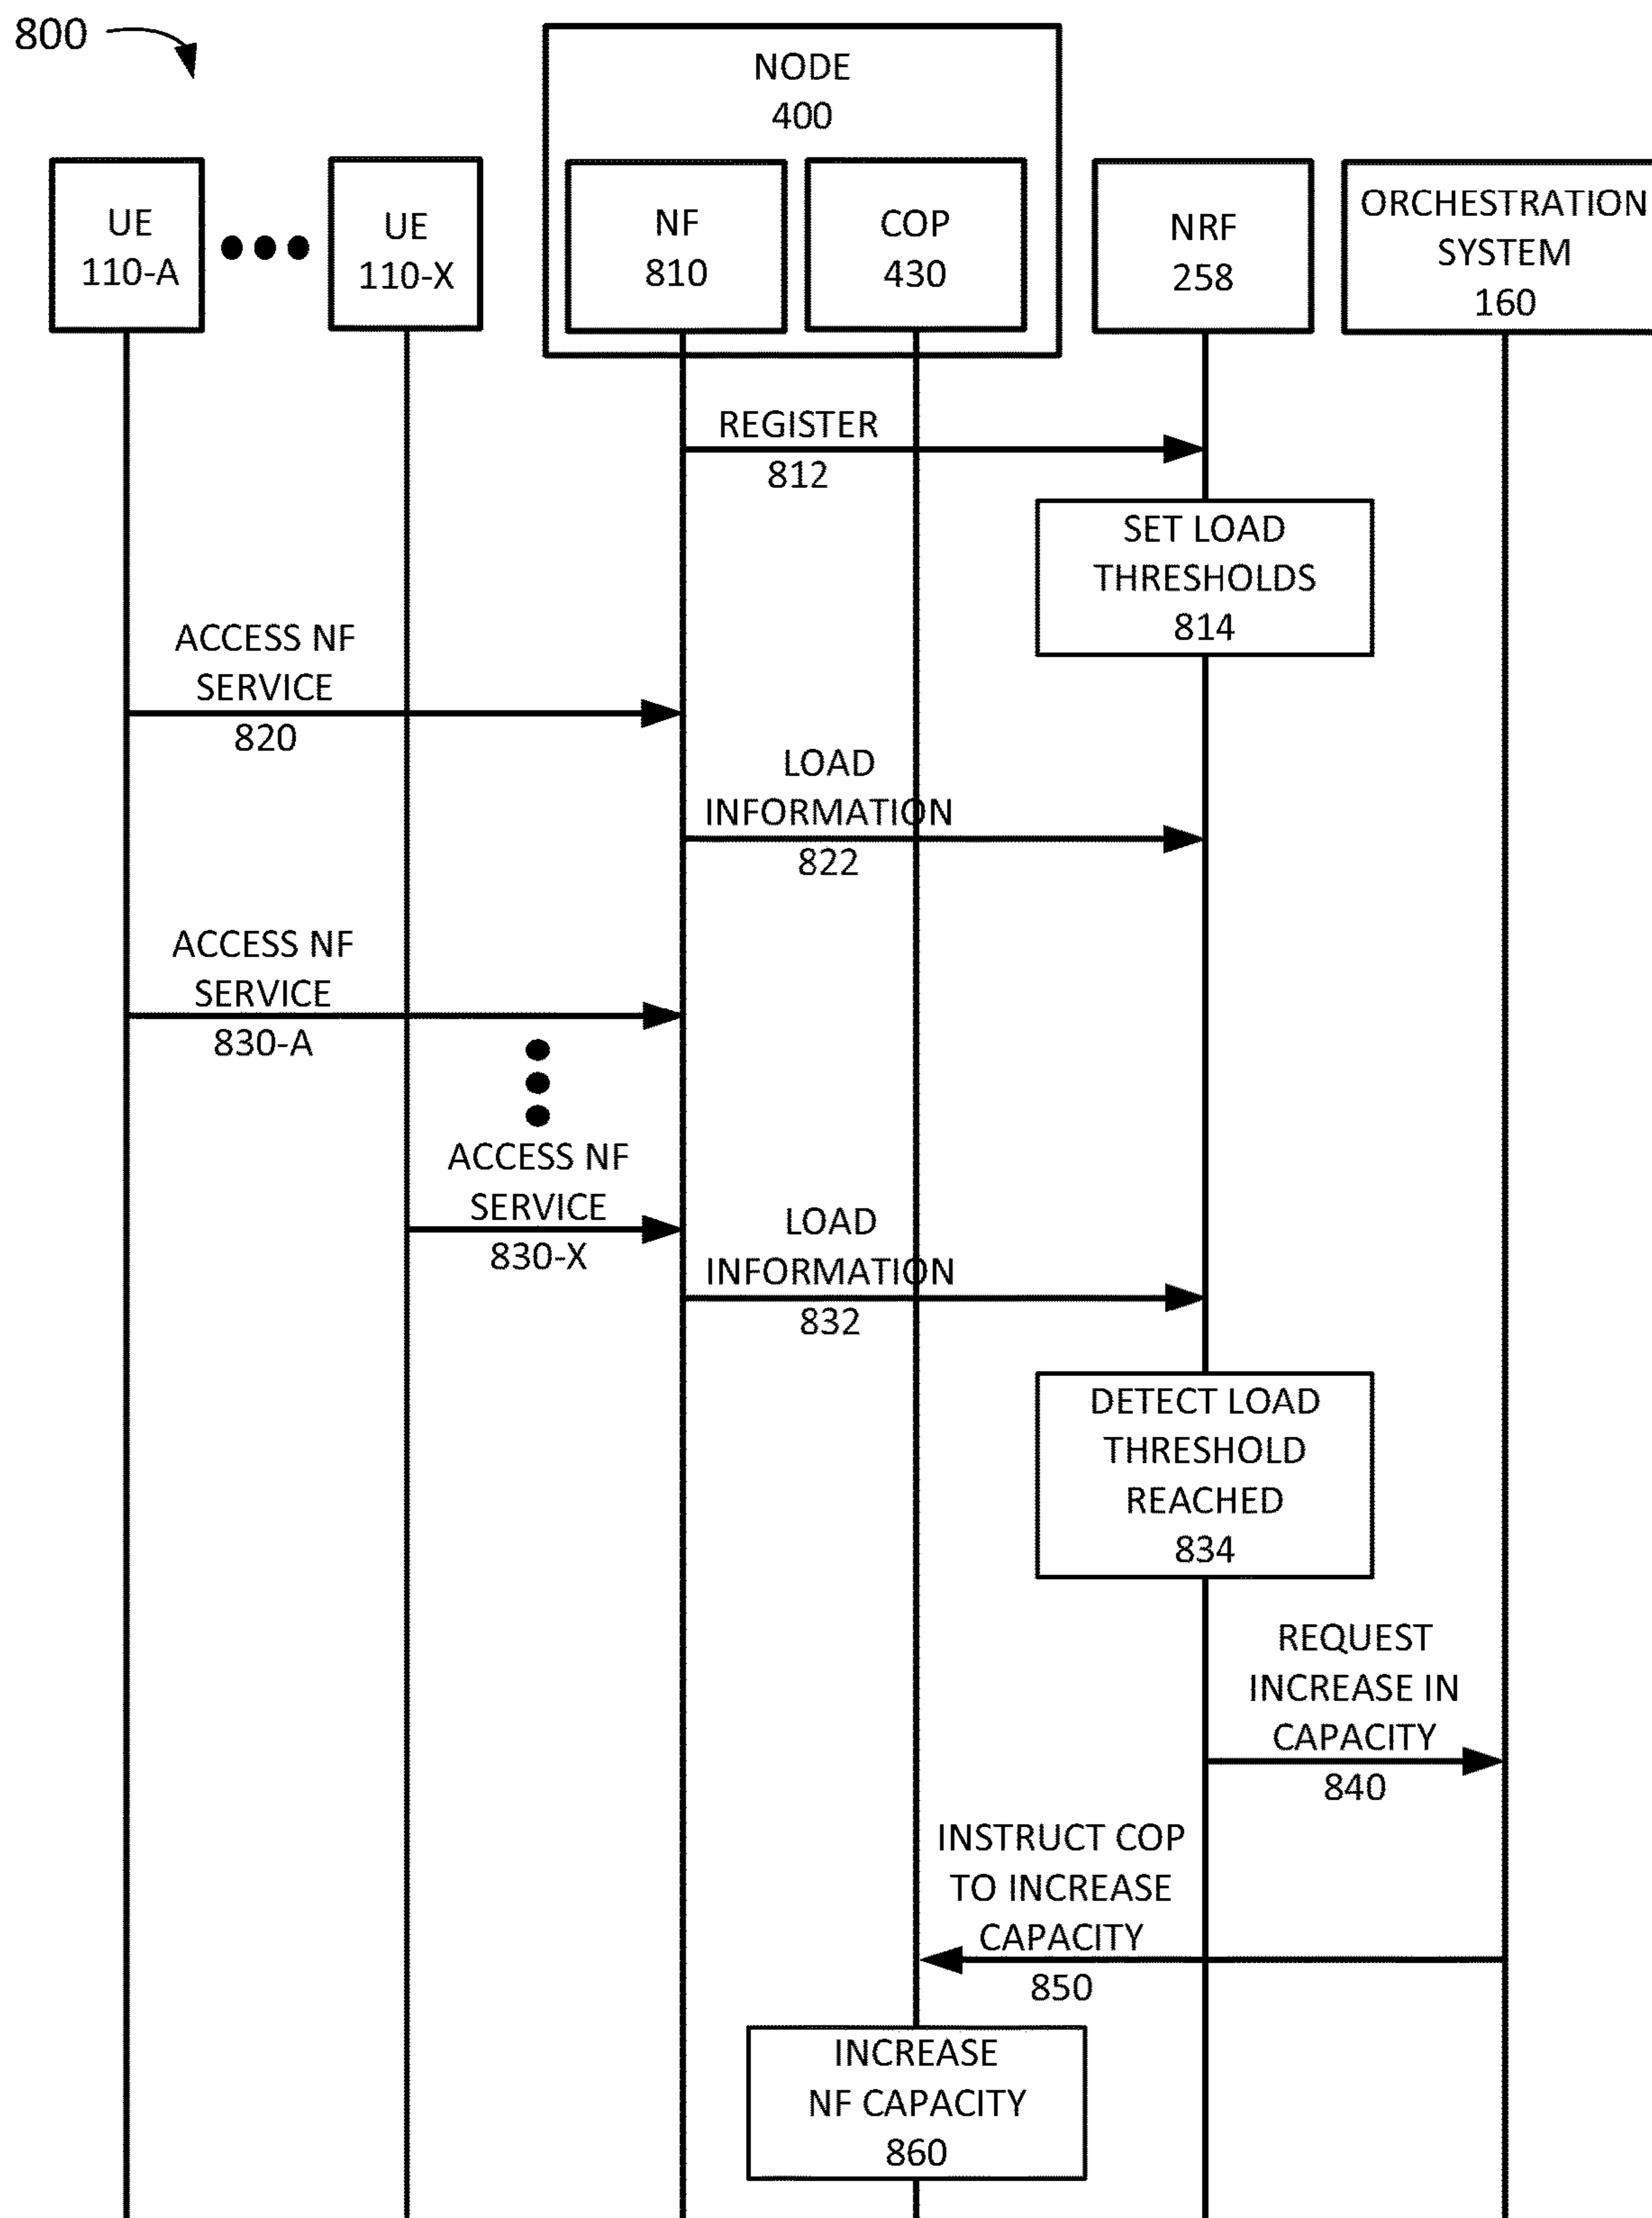 800
NODE
400
UE
110-A
UE
110-X
NF
810
COP
430
NRF
258
ORCHESTRATION
SYSTEM
160
REGISTER
812
SET LOAD
THRESHOLDS
814
ACCESS NF
SERVICE
820
LOAD
INFORMATION
822
ACCESS NF
SERVICE
830-A
ACCESS NF
SERVICE
830-X
LOAD
INFORMATION
832
DETECT LOAD
THRESHOLD
REACHED
834
REQUEST
INCREASE IN
CAPACITY
840
INSTRUCT COP
TO INCREASE
CAPACITY
850
INCREASE
NF CAPACITY
860